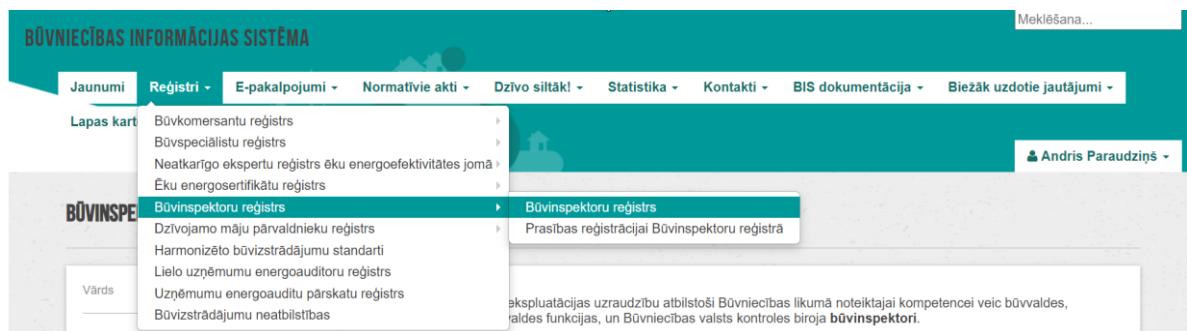 Meklēšana...
BŪVNIECĪBAS INFORMĀCIJAS SISTĒMA
Jaunumi Reģistri E-pakalpojumi Normatīvie akti Dzīvo siltāk! Statistika Kontakti BIS dokumentācija Biežāk uzdotie jautājumi
Lapas kart
Būvkomersantu reģistrs
Būvspeciālistu reģistrs
Neatkarīgo ekspertu reģistrs ēku energoefektivitātes jomā
Ēku energosertifikātu reģistrs
Būvinspektoru reģistrs
Dzīvojamo māju pārvaldnieku reģistrs
Harmonizēto būvizstrādājumu standarti
Lielo uzņēmumu energoauditoru reģistrs
Uzņēmumu energoauditu pārskatu reģistrs
Būvizstrādājumu neatbilstības
Būvinspektoru reģistrs
Prasības reģistrācijai Būvinspektoru reģistrā
Andris Paraudziņš
BŪVINSPE
Vārds
ekspluatācijas uzraudzību atbilstoši Būvniecības likumā noteiktajai kompetencei veic būvvaldes,
valdes funkcijas, un Būvniecības valsts kontroles biroja būvinspektori.